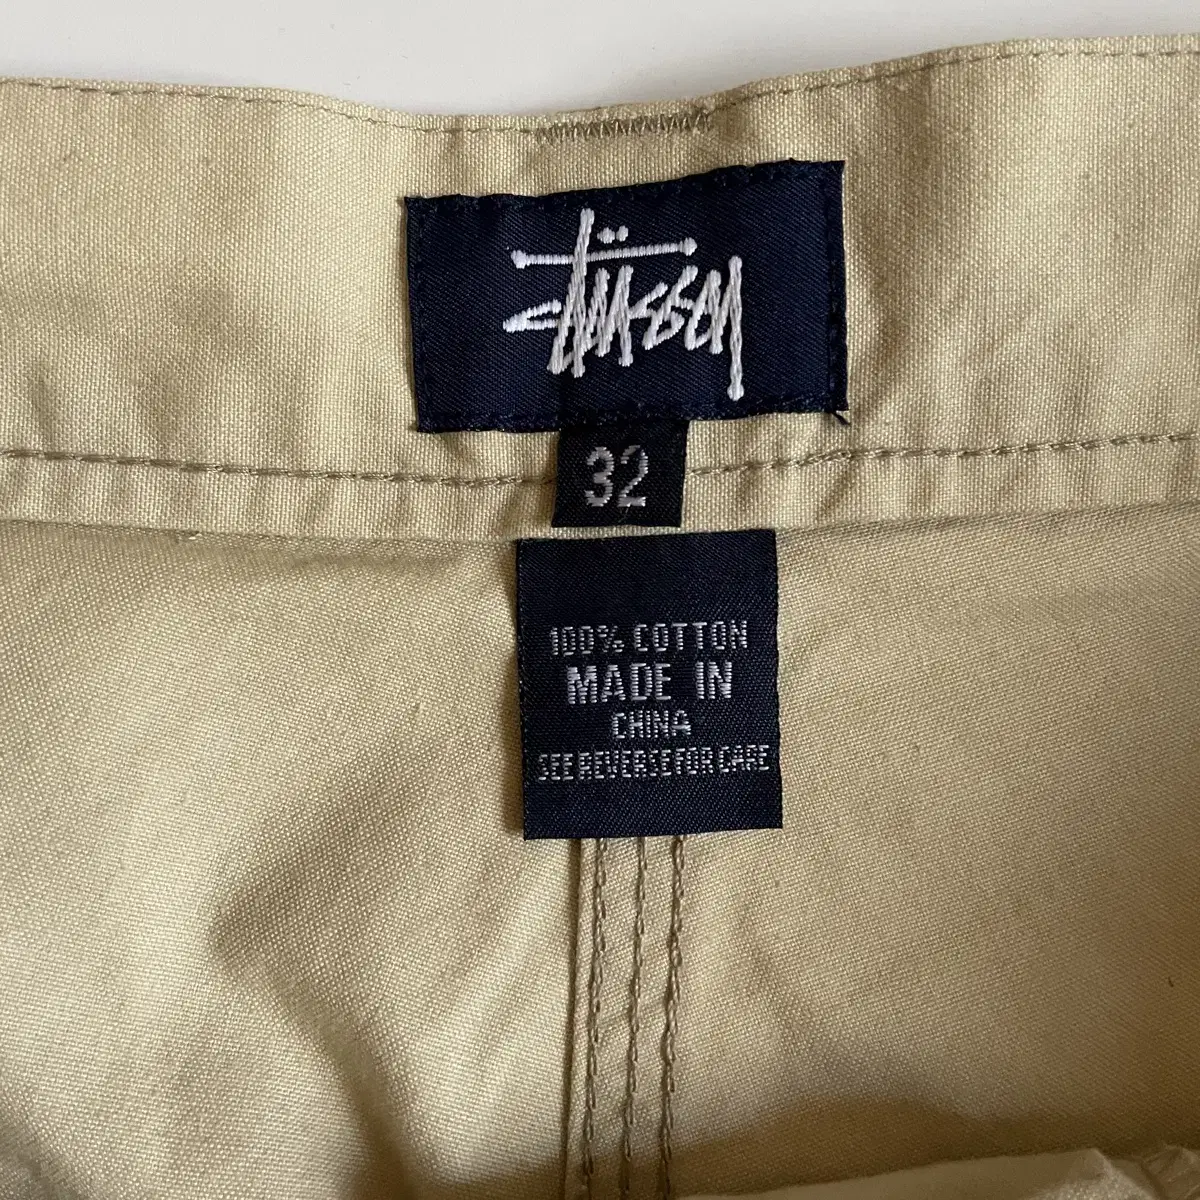 Stüssy
32
100% COTTON
MADE IN
CHINA
SEE REVERSE FOR CARE